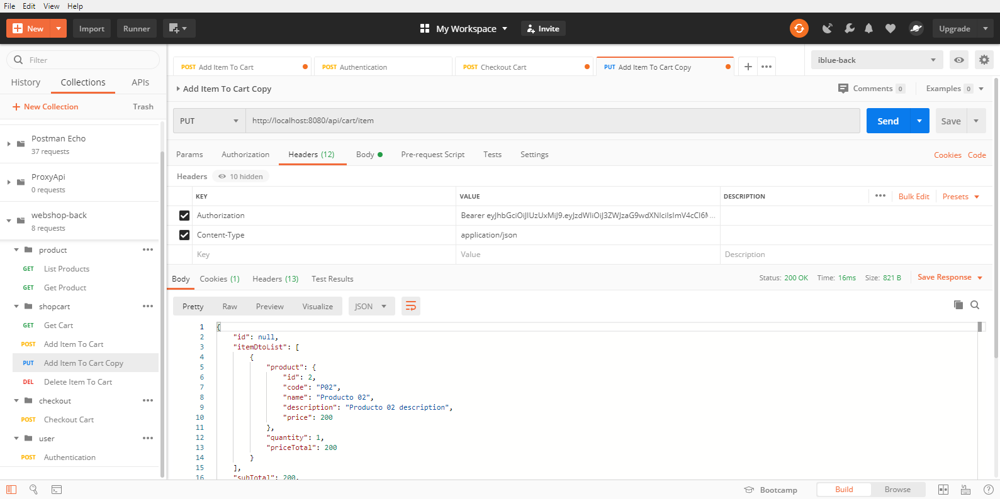 File Edit View Help
New Import Runner My Workspace Invite Upgrade
Filter
History Collections APIs
New Collection Trash
Postman Echo
37 requests
ProxyApi
0 requests
webshop-back
8 requests
product
GET List Products
GET Get Product
shopcart
GET Get Cart
POST Add Item To Cart
PUT Add Item To Cart Copy
DEL Delete Item To Cart
checkout
POST Checkout Cart
user
POST Authentication
POST Add Item To Cart POST Authentication POST Checkout Cart PUT Add Item To Cart Copy
iblue-back
Add Item To Cart Copy Comments 0 Examples 0
PUT http://localhost:8080/api/cart/item Send Save
Params Authorization Headers (12) Body Pre-request Script Tests Settings Cookies Code
Headers 10 hidden
KEY VALUE DESCRIPTION Bulk Edit Presets
Authorization Bearer
Content-Type application/json
Key Value Description
Body Cookies (1) Headers (13) Test Results Status: 200 OK Time: 16ms Size: 821 B Save Response
Pretty Raw Preview Visualize JSON
1 {
2 "id": null,
3 "itemDtoList": [
4 {
5 "product": {
6 "id": 2,
7 "code": "P02",
8 "name": "Producto 02",
9 "description": "Producto 02 description",
10 "price": 200
11 },
12 "quantity": 1,
13 "priceTotal": 200
14 }
15 ],
16 "subTotal": 200,
Bootcamp Build Browse